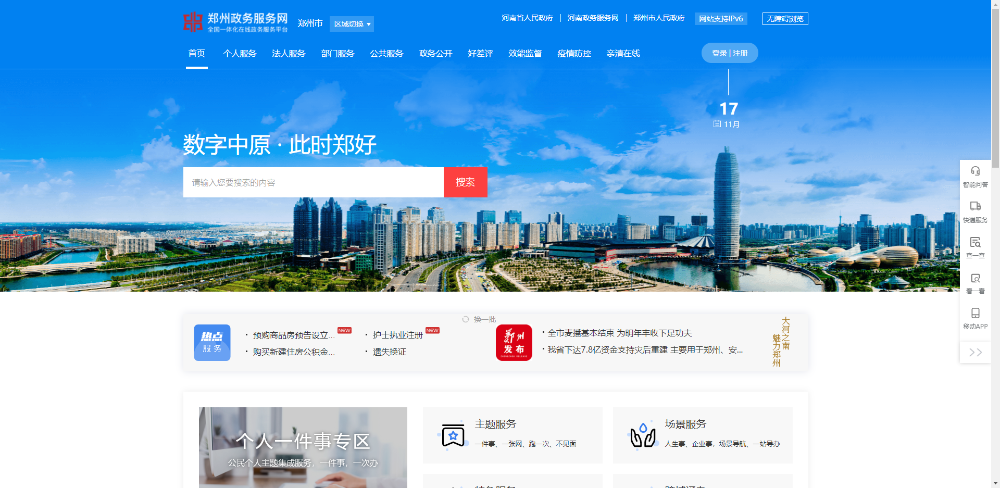 郑州政务服务网
全国一体化在线政务服务平台
郑州市
区域切换
河南省人民政府 | 河南政务服务网 | 郑州市人民政府
网站支持IPv6
无障碍浏览
首页 个人服务 法人服务 部门服务 公共服务 政务公开 好差评 效能监督 疫情防控 亲清在线
登录 | 注册
17
11月
数字中原 · 此时郑好
请输入您要搜索的内容
搜索
智能问答
快递服务
查一查
看一看
移动APP
换一批
热点
服务
· 预购商品房预告设立... NEW
· 护士执业注册 NEW
· 购买新建住房公积金...
· 遗失换证
郑州
发布
ZHENGZHOU RELEASE
· 全市麦播基本结束 为明年丰收下足功夫
· 我省下达7.8亿资金支持灾后重建 主要用于郑州、安...
大河之南
魅力郑州
个人一件事专区
公民个人主题集成服务，一件事，一次办
主题服务
一件事、一张网、跑一次、不见面
场景服务
人生事、企业事，场景导航、一站导办